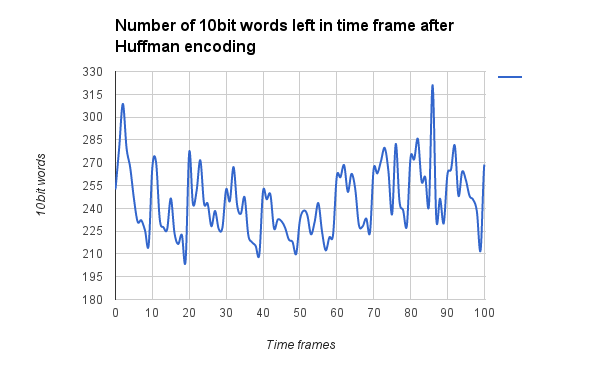 Number of 10bit words left in time frame after
Huffman encoding
330
315
300
285
270
255
240
225
210
195
180
10bit words
0 10 20 30 40 50 60 70 80 90 100
Time frames